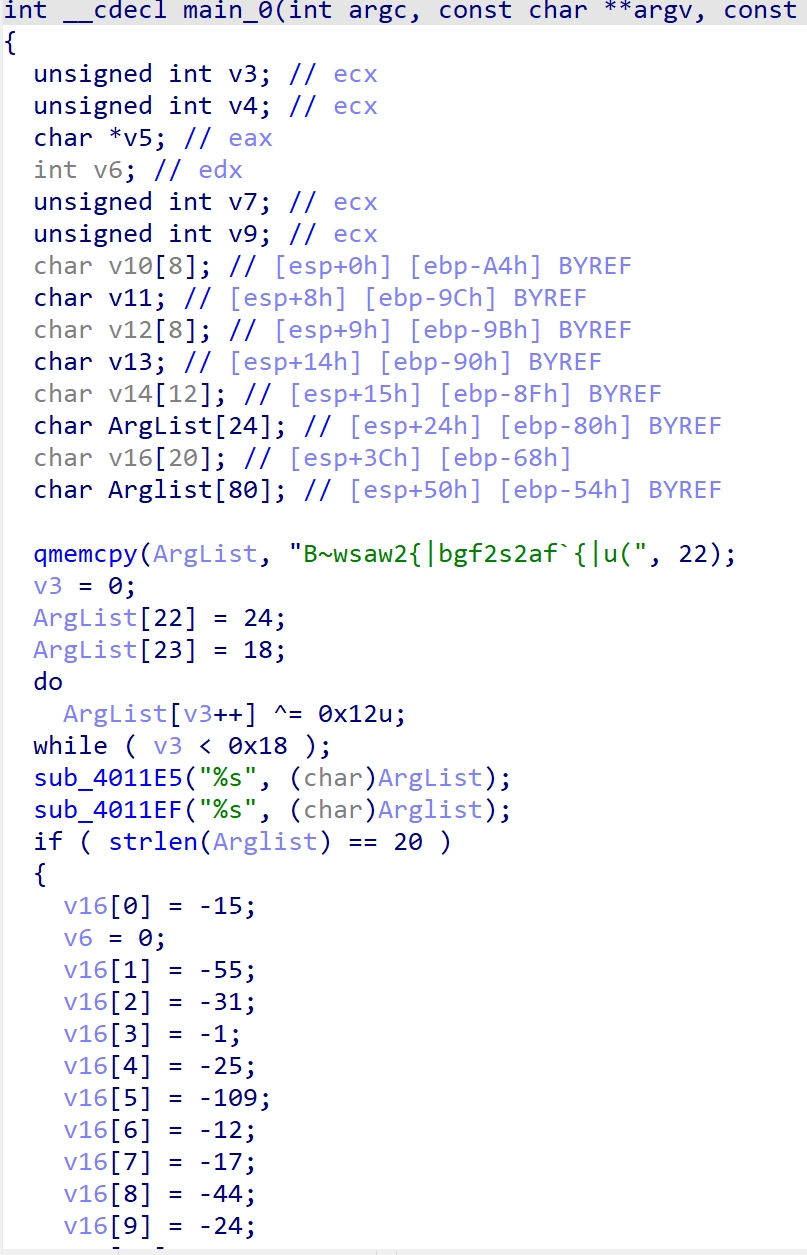 int __cdecl main_0(int argc, const char **argv, const
{
unsigned int v3; // ecx
unsigned int v4; // ecx
char *v5; // eax
int v6; // edx
unsigned int v7; // ecx
unsigned int v9; // ecx
char v10[8]; // [esp+0h] [ebp-A4h] BYREF
char v11; // [esp+8h] [ebp-9Ch] BYREF
char v12[8]; // [esp+9h] [ebp-9Bh] BYREF
char v13; // [esp+14h] [ebp-90h] BYREF
char v14[12]; // [esp+15h] [ebp-8Fh] BYREF
char ArgList[24]; // [esp+24h] [ebp-80h] BYREF
char v16[20]; // [esp+3Ch] [ebp-68h]
char Arglist[80]; // [esp+50h] [ebp-54h] BYREF
qmemcpy(ArgList, "B~wsaw2{|bgf2s2af`{|u(", 22);
v3 = 0;
ArgList[22] = 24;
ArgList[23] = 18;
do
ArgList[v3++] ^= 0x12u;
while ( v3 < 0x18 );
sub_4011E5("%s", (char)ArgList);
sub_4011EF("%s", (char)Arglist);
if ( strlen(Arglist) == 20 )
{
v16[0] = -15;
v6 = 0;
v16[1] = -55;
v16[2] = -31;
v16[3] = -1;
v16[4] = -25;
v16[5] = -109;
v16[6] = -12;
v16[7] = -17;
v16[8] = -44;
v16[9] = -24;